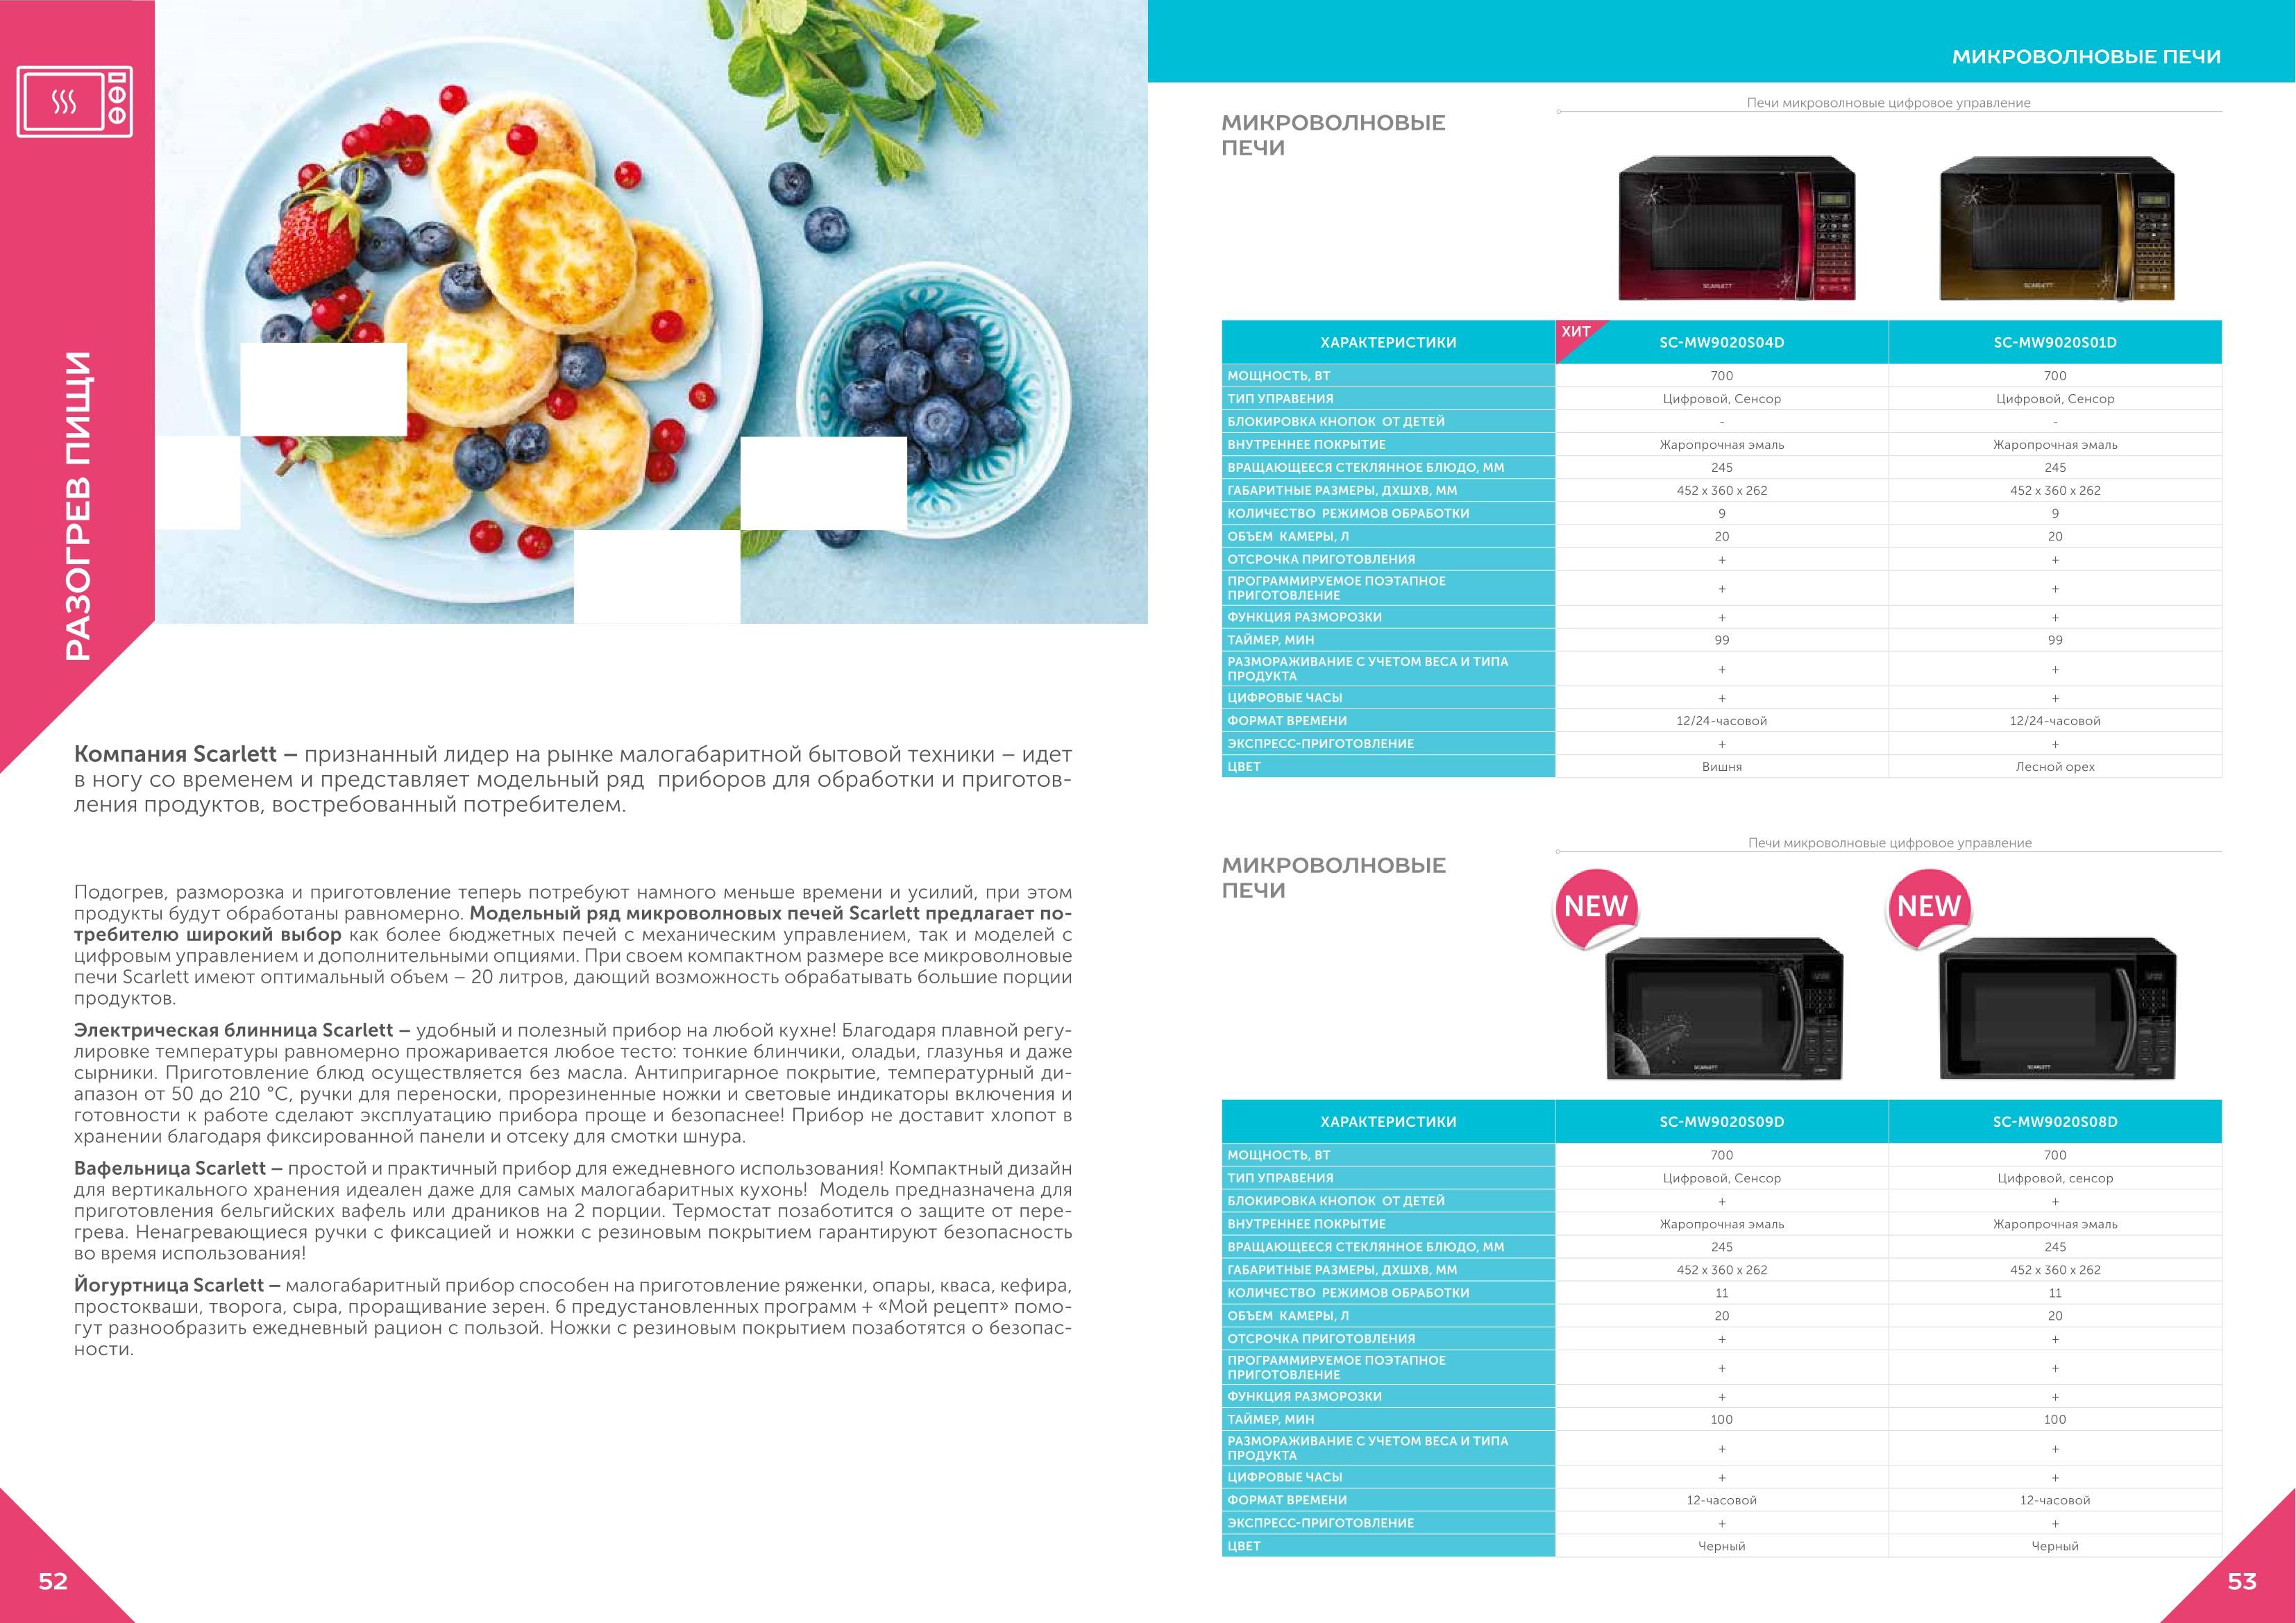 РАЗОГРЕВ ПИЩИ
Компания Scarlett – признанный лидер на рынке малогабаритной бытовой техники – идет
в ногу со временем и представляет модельный ряд  приборов для обработки и приготов-
ления продуктов, востребованный потребителем.
Подогрев, разморозка и приготовление теперь потребуют намного меньше времени и усилий, при этом
продукты будут обработаны равномерно. Модельный ряд микроволновых печей Scarlett предлагает по-
требителю широкий выбор как более бюджетных печей с механическим управлением, так и моделей с
цифровым управлением и дополнительными опциями. При своем компактном размере все микроволновые
печи Scarlett имеют оптимальный объем – 20 литров, дающий возможность обрабатывать большие порции
продуктов.
Электрическая блинница Scarlett – удобный и полезный прибор на любой кухне! Благодаря плавной регу-
лировке температуры равномерно прожаривается любое тесто: тонкие блинчики, оладьи, глазунья и даже
сырники. Приготовление блюд осуществляется без масла. Антипригарное покрытие, температурный ди-
апазон от 50 до 210 °С, ручки для переноски, прорезиненные ножки и световые индикаторы включения и
готовности к работе сделают эксплуатацию прибора проще и безопаснее! Прибор не доставит хлопот в
хранении благодаря фиксированной панели и отсеку для смотки шнура.
Вафельница Scarlett – простой и практичный прибор для ежедневного использования! Компактный дизайн
для вертикального хранения идеален даже для самых малогабаритных кухонь!  Модель предназначена для
приготовления бельгийских вафель или драников на 2 порции. Термостат позаботится о защите от пере-
грева. Ненагревающиеся ручки с фиксацией и ножки с резиновым покрытием гарантируют безопасность
во время использования!
Йогуртница Scarlett – малогабаритный прибор способен на приготовление ряженки, опары, кваса, кефира,
простокваши, творога, сыра, проращивание зерен. 6 предустановленных программ + «Мой рецепт» помо-
гут разнообразить ежедневный рацион с пользой. Ножки с резиновым покрытием позаботятся о безопас-
ности.
52
МИКРОВОЛНОВЫЕ ПЕЧИ
МИКРОВОЛНОВЫЕ
ПЕЧИ
Печи микроволновые цифровое управление
SCARLETT SCARLETT
ХАРАКТЕРИСТИКИ ХИТ SC-MW9020S04D SC-MW9020S01D
МОЩНОСТЬ, ВТ 700 700
ТИП УПРАВЕНИЯ Цифровой, Сенсор Цифровой, Сенсор
БЛОКИРОВКА КНОПОК  ОТ ДЕТЕЙ - -
ВНУТРЕННЕЕ ПОКРЫТИЕ Жаропрочная эмаль Жаропрочная эмаль
ВРАЩАЮЩЕЕСЯ СТЕКЛЯННОЕ БЛЮДО, ММ 245 245
ГАБАРИТНЫЕ РАЗМЕРЫ, ДХШХВ, ММ 452 х 360 х 262 452 х 360 х 262
КОЛИЧЕСТВО  РЕЖИМОВ ОБРАБОТКИ 9 9
ОБЪЕМ  КАМЕРЫ, Л 20 20
ОТСРОЧКА ПРИГОТОВЛЕНИЯ + +
ПРОГРАММИРУЕМОЕ ПОЭТАПНОЕ
ПРИГОТОВЛЕНИЕ + +
ФУНКЦИЯ РАЗМОРОЗКИ + +
ТАЙМЕР, МИН 99 99
РАЗМОРАЖИВАНИЕ С УЧЕТОМ ВЕСА И ТИПА
ПРОДУКТА + +
ЦИФРОВЫЕ ЧАСЫ + +
ФОРМАТ ВРЕМЕНИ 12/24-часовой 12/24-часовой
ЭКСПРЕСС-ПРИГОТОВЛЕНИЕ + +
ЦВЕТ Вишня Лесной орех
МИКРОВОЛНОВЫЕ
ПЕЧИ
Печи микроволновые цифровое управление
NEW NEW
SCARLETT SCARLETT
ХАРАКТЕРИСТИКИ SC-MW9020S09D SC-MW9020S08D
МОЩНОСТЬ, ВТ 700 700
ТИП УПРАВЕНИЯ Цифровой, Сенсор Цифровой, сенсор
БЛОКИРОВКА КНОПОК  ОТ ДЕТЕЙ + +
ВНУТРЕННЕЕ ПОКРЫТИЕ Жаропрочная эмаль Жаропрочная эмаль
ВРАЩАЮЩЕЕСЯ СТЕКЛЯННОЕ БЛЮДО, ММ 245 245
ГАБАРИТНЫЕ РАЗМЕРЫ, ДХШХВ, ММ 452 х 360 х 262 452 х 360 х 262
КОЛИЧЕСТВО  РЕЖИМОВ ОБРАБОТКИ 11 11
ОБЪЕМ  КАМЕРЫ, Л 20 20
ОТСРОЧКА ПРИГОТОВЛЕНИЯ + +
ПРОГРАММИРУЕМОЕ ПОЭТАПНОЕ
ПРИГОТОВЛЕНИЕ + +
ФУНКЦИЯ РАЗМОРОЗКИ + +
ТАЙМЕР, МИН 100 100
РАЗМОРАЖИВАНИЕ С УЧЕТОМ ВЕСА И ТИПА
ПРОДУКТА + +
ЦИФРОВЫЕ ЧАСЫ + +
ФОРМАТ ВРЕМЕНИ 12-часовой 12-часовой
ЭКСПРЕСС-ПРИГОТОВЛЕНИЕ + +
ЦВЕТ Черный Черный
53